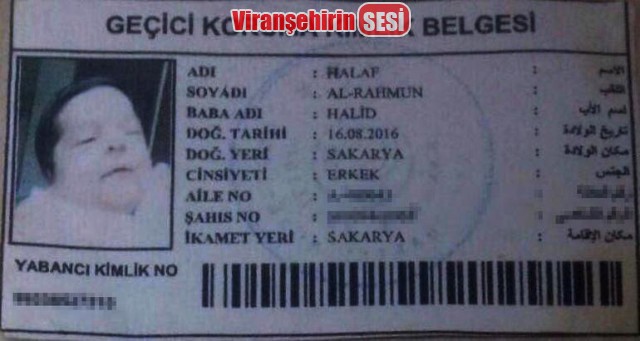 Viranşehirin SESİ
GEÇİCİ KİMLİK BELGESİ
ADI : HALAF : الاسم
SOYADI : AL-RAHMUN : اللقب
BABA ADI : HALİD : اسم الأب
DOĞ. TARİHİ : 16.08.2016 : تاريخ الولادة
DOĞ. YERİ : SAKARYA : مكان الولادة
CİNSİYETİ : ERKEK : الجنس
AİLE NO :
ŞAHIS NO :
İKAMET YERİ : SAKARYA : مكان الإقامة
YABANCI KİMLİK NO